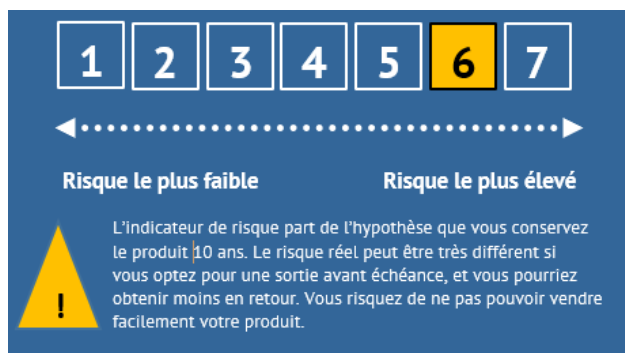 1 2 3 4 5 6 7
Risque le plus faible Risque le plus élevé
L’indicateur de risque part de l’hypothèse que vous conservez
le produit 10 ans. Le risque réel peut être très différent si
vous optez pour une sortie avant échéance, et vous pourriez
obtenir moins en retour. Vous risquez de ne pas pouvoir vendre
facilement votre produit.
!